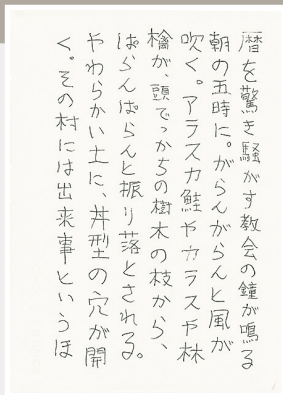 暦を驚き騒がす教会の鐘が鳴る
朝の五時に。がらんがらんと風が
吹く。アラスカ鮭やカラスや林
檎が、頭でっかちの樹木の枝から、
ぱらんぱらんと振り落とされる。
やわらかい土に、丼型の穴が開
く。その村には出来事というほ